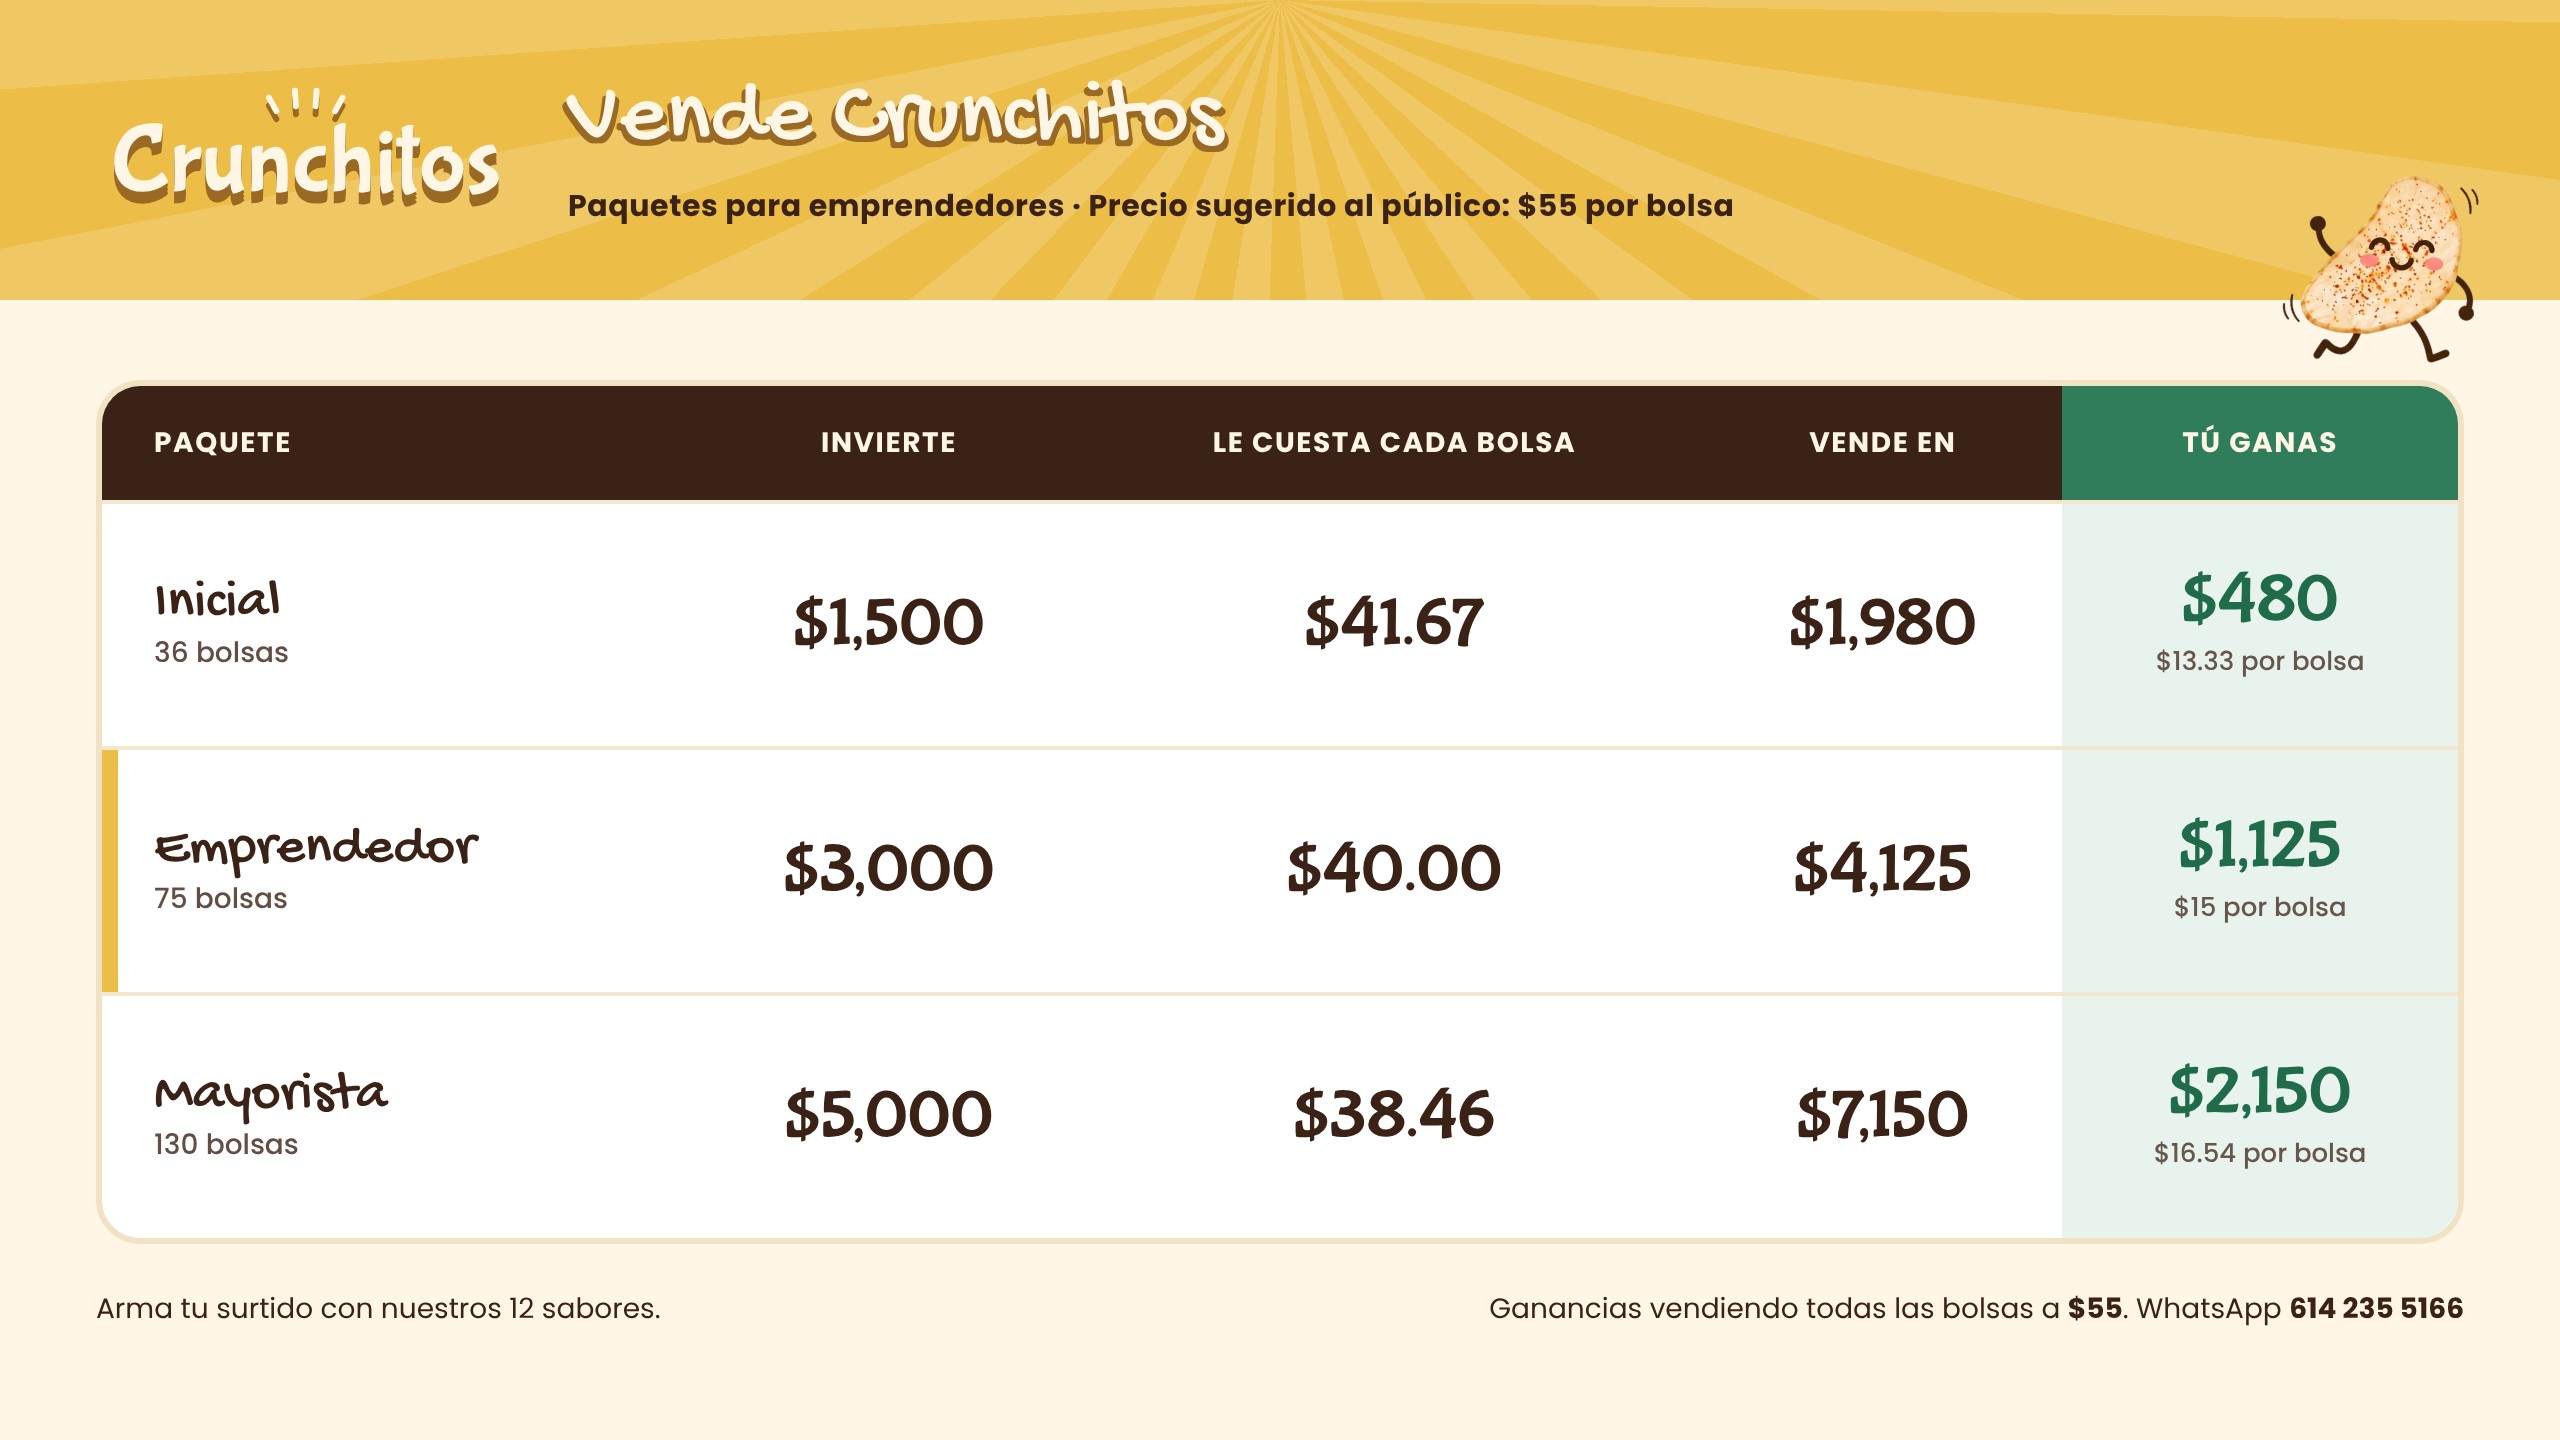 Crunchitos
Vende Crunchitos
Paquetes para emprendedores · Precio sugerido al público: $55 por bolsa
PAQUETE INVIERTE LE CUESTA CADA BOLSA VENDE EN TÚ GANAS
Inicial
36 bolsas
$1,500 $41.67 $1,980 $480
$13.33 por bolsa
Emprendedor
75 bolsas
$3,000 $40.00 $4,125 $1,125
$15 por bolsa
Mayorista
130 bolsas
$5,000 $38.46 $7,150 $2,150
$16.54 por bolsa
Arma tu surtido con nuestros 12 sabores.
Ganancias vendiendo todas las bolsas a $55. WhatsApp 614 235 5166